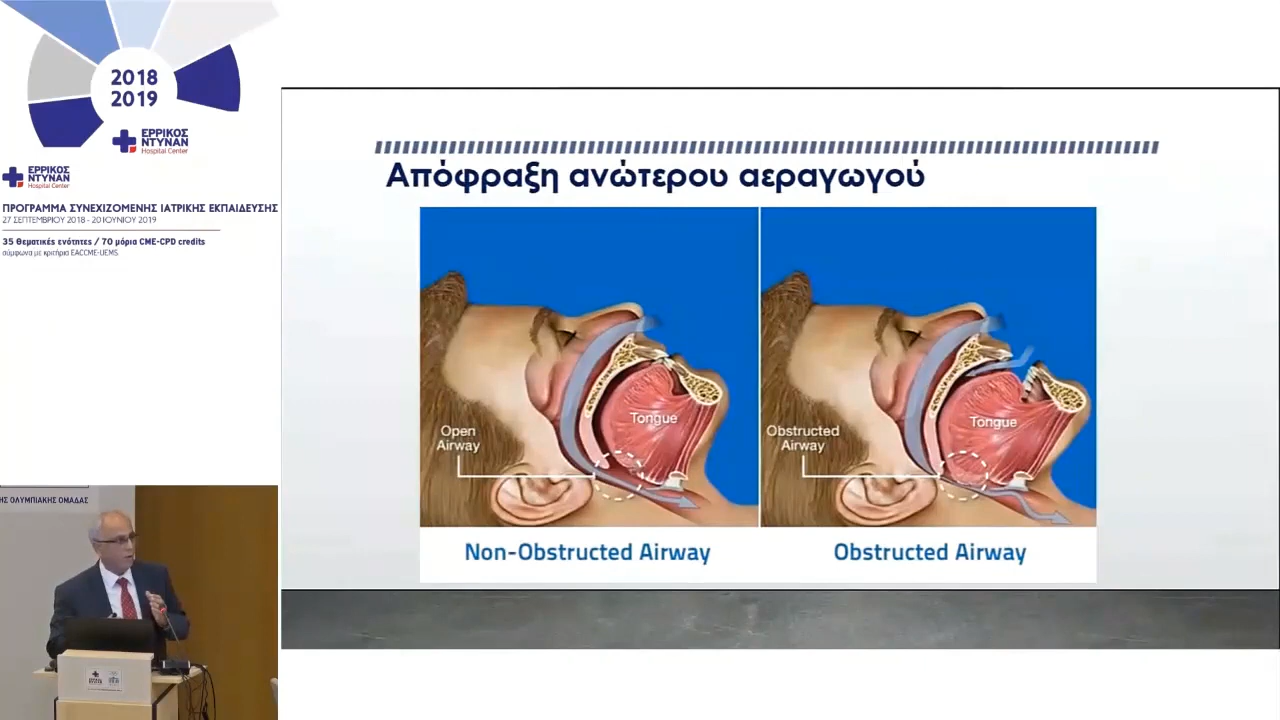 2018
2019
ΕΡΡΙΚΟΣ
ΝΤΥΝΑΝ
Hospital Center
ΕΡΡΙΚΟΣ
ΝΤΥΝΑΝ
Hospital Center
ΠΡΟΓΡΑΜΜΑ ΣΥΝΕΧΙΖΟΜΕΝΗΣ ΙΑΤΡΙΚΗΣ ΕΚΠΑΙΔΕΥΣΗΣ
27 ΣΕΠΤΕΜΒΡΙΟΥ 2018 - 20 ΙΟΥΝΙΟΥ 2019
35 Θεματικές ενότητες / 70 μόρια CME-CPD credits
σύμφωνα με κριτήρια EACCME-UEMS
ΗΣ ΟΛΥΜΠΙΑΚΗΣ ΟΜΑΔΑΣ
Απόφραξη ανώτερου αεραγωγού
Open
Airway
Tongue
Non-Obstructed Airway
Obstructed
Airway
Tongue
Obstructed Airway